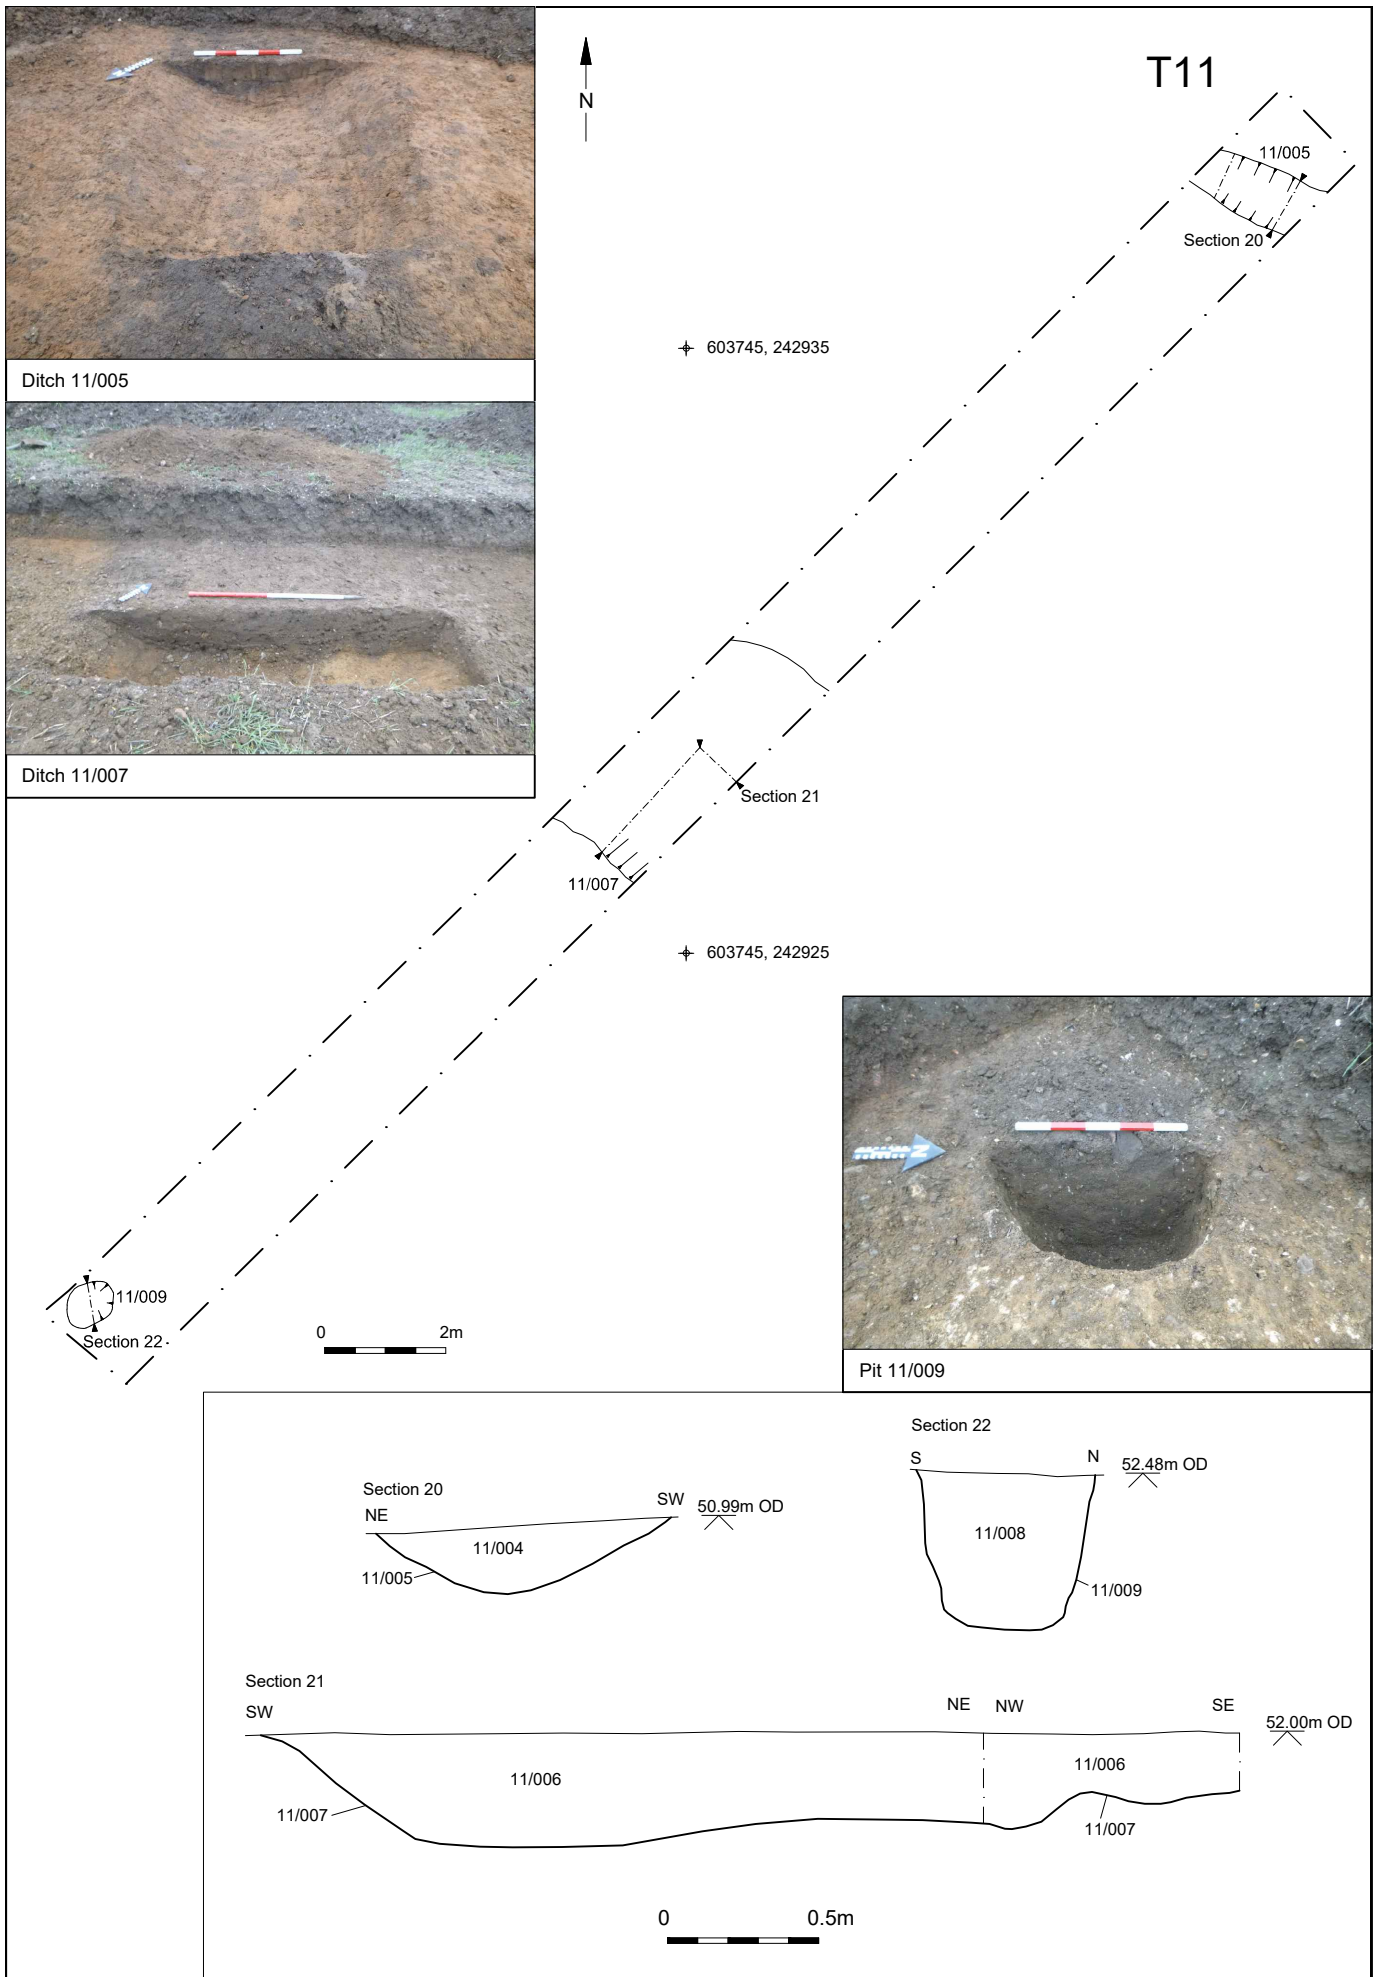 T11
N
11/005
Section 20
603745, 242935
Ditch 11/005
Ditch 11/007
Section 21
11/007
603745, 242925
11/009
Section 22
0 2m
N
Pit 11/009
Section 22
S N 52.48m OD
11/008
11/009
Section 20
NE SW 50.99m OD
11/004
11/005
Section 21
SW NE NW SE 52.00m OD
11/006 11/006
11/007 11/007
0 0.5m